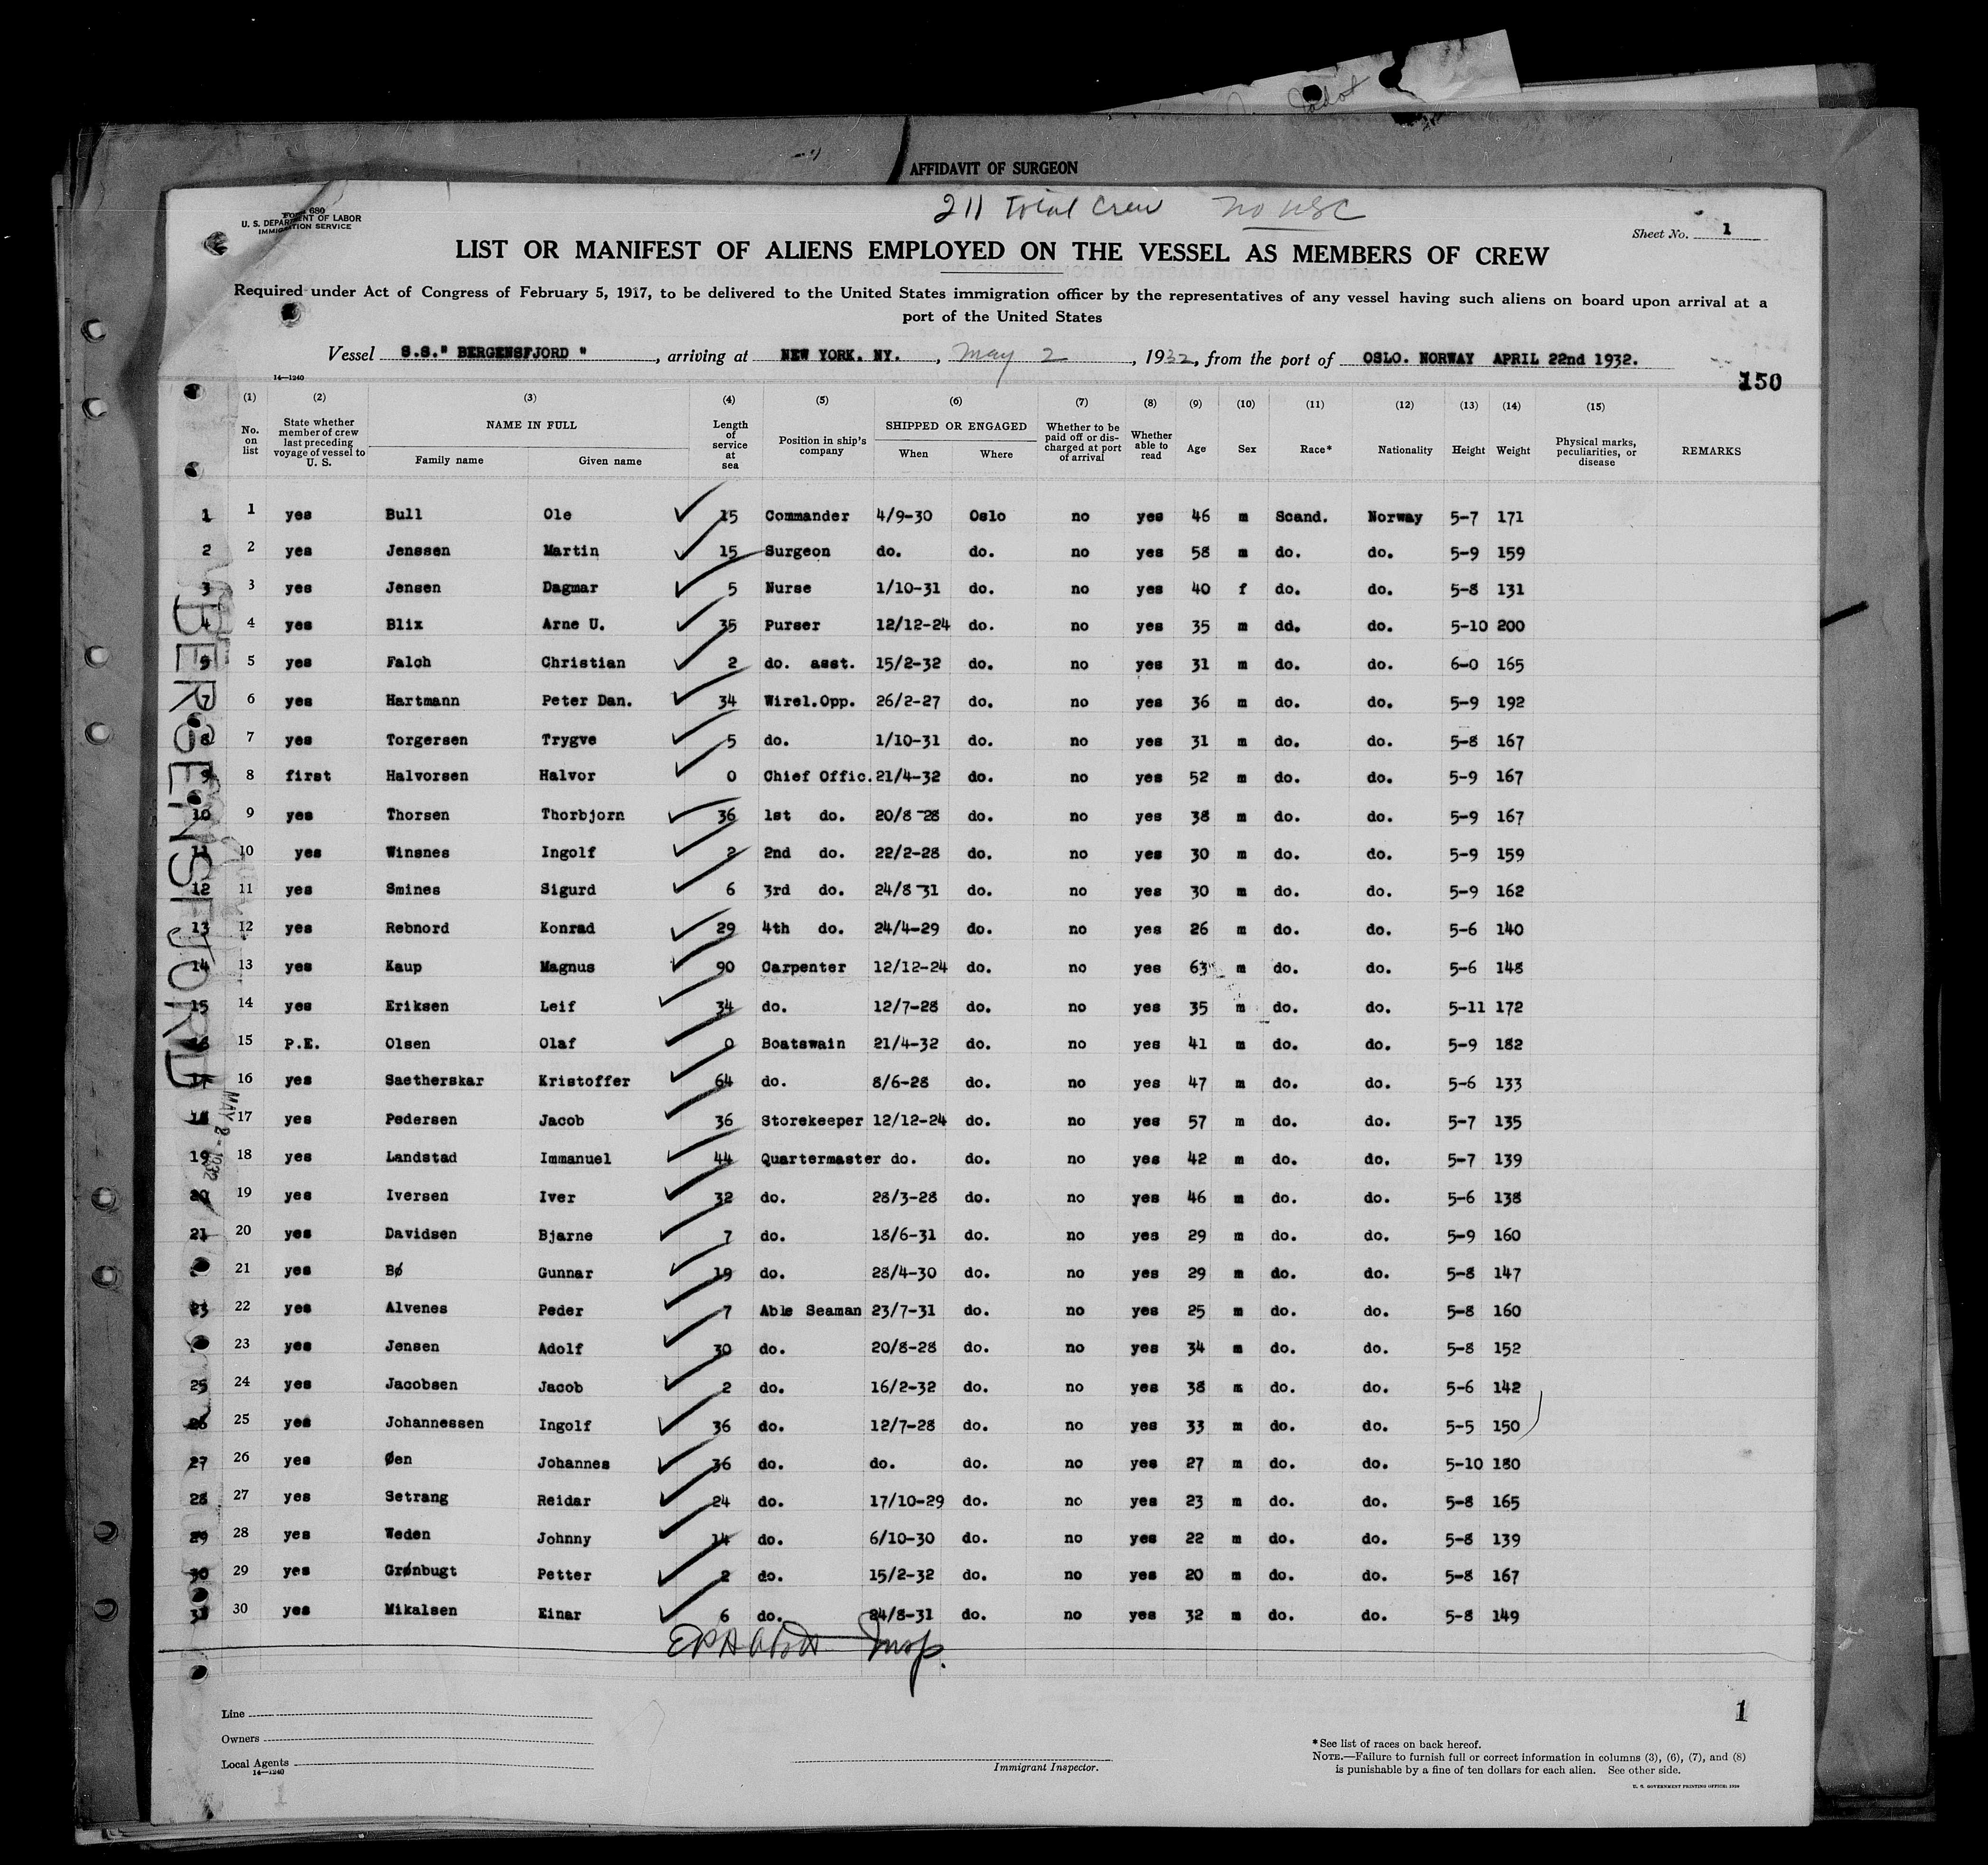 AFFIDAVIT OF SURGEON
211 Total Crew
Form 680
U. S. DEPARTMENT OF LABOR
IMMIGRATION SERVICE
Sheet No. 1
LIST OR MANIFEST OF ALIENS EMPLOYED ON THE VESSEL AS MEMBERS OF CREW
Required under Act of Congress of February 5, 1917, to be delivered to the United States immigration officer by the representatives of any vessel having such aliens on board upon arrival at a
port of the United States
Vessel S.S." BERGENSFJORD " , arriving at NEW YORK. NY. , May 2 , 1932, from the port of OSLO. NORWAY APRIL 22nd 1932.
14—1240
150
(1) (2) (3) (4) (5) (6) (7) (8) (9) (10) (11) (12) (13) (14) (15)
No. on list State whether member of crew last preceding voyage of vessel to U. S. NAME IN FULL Family name Given name Length of service at sea Position in ship's company SHIPPED OR ENGAGED When Where Whether to be paid off or discharged at port of arrival Whether able to read Age Sex Race* Nationality Height Weight Physical marks, peculiarities, or disease REMARKS
1 1 yes Bull Ole 15 Commander 4/9-30 Oslo no yes 46 m Scand. Norway 5-7 171
2 2 yes Jenssen Martin 15 Surgeon do. do. no yes 58 m do. do. 5-9 159
3 3 yes Jensen Dagmar 5 Nurse 1/10-31 do. no yes 40 f do. do. 5-8 131
4 4 yes Blix Arne U. 35 Purser 12/12-24 do. no yes 35 m dd. do. 5-10 200
5 yes Falch Christian 2 do. asst. 15/2-32 do. no yes 31 m do. do. 6-0 165
7 6 yes Hartmann Peter Dan. 34 Wirel.Opp. 26/2-27 do. no yes 36 m do. do. 5-9 192
8 7 yes Torgersen Trygve 5 do. 1/10-31 do. no yes 31 m do. do. 5-8 167
9 8 first Halvorsen Halvor 0 Chief Offic. 21/4-32 do. no yes 52 m do. do. 5-9 167
10 9 yes Thorsen Thorbjorn 36 1st do. 20/8-28 do. no yes 38 m do. do. 5-9 167
11 10 yes Winsnes Ingolf 2 2nd do. 22/2-28 do. no yes 30 m do. do. 5-9 159
12 11 yes Smines Sigurd 6 3rd do. 24/8-31 do. no yes 30 m do. do. 5-9 162
13 12 yes Rebnord Konrad 29 4th do. 24/4-29 do. no yes 26 m do. do. 5-6 140
14 13 yes Kaup Magnus 90 Carpenter 12/12-24 do. no yes 63 m do. do. 5-6 148
15 14 yes Eriksen Leif 34 do. 12/7-28 do. no yes 35 m do. do. 5-11 172
16 15 P.E. Olsen Olaf 0 Boatswain 21/4-32 do. no yes 41 m do. do. 5-9 182
17 16 yes Saetherskar Kristoffer 64 do. 8/6-28 do. no yes 47 m do. do. 5-6 133
18 17 yes Pedersen Jacob 36 Storekeeper 12/12-24 do. no yes 57 m do. do. 5-7 135
19 18 yes Landstad Immanuel 44 Quartermaster do. do. no yes 42 m do. do. 5-7 139
20 19 yes Iversen Iver 32 do. 28/3-28 do. no yes 46 m do. do. 5-6 138
21 20 yes Davidsen Bjarne 7 do. 18/6-31 do. no yes 29 m do. do. 5-9 160
21 yes Bø Gunnar 19 do. 28/4-30 do. no yes 29 m do. do. 5-8 147
23 22 yes Alvenes Peder 7 Able Seaman 23/7-31 do. no yes 25 m do. do. 5-8 160
23 yes Jensen Adolf 30 do. 20/8-28 do. no yes 34 m do. do. 5-8 152
25 24 yes Jacobsen Jacob 2 do. 16/2-32 do. no yes 38 m do. do. 5-6 142
26 25 yes Johannessen Ingolf 36 do. 12/7-28 do. no yes 33 m do. do. 5-5 150
27 26 yes Øen Johannes 36 do. do. do. no yes 27 m do. do. 5-10 180
28 27 yes Setrang Reidar 24 do. 17/10-29 do. no yes 23 m do. do. 5-8 165
29 28 yes Weden Johnny 14 do. 6/10-30 do. no yes 22 m do. do. 5-8 139
30 29 yes Grønbugt Petter 2 do. 15/2-32 do. no yes 20 m do. do. 5-8 167
31 30 yes Mikalsen Einar 6 do. 24/8-31 do. no yes 32 m do. do. 5-8 149
BERGENSFJORD
MAY 2 - 1932
Insp.
Line
Owners
Local Agents
14—1240
Immigrant Inspector.
1
*See list of races on back hereof.
NOTE.—Failure to furnish full or correct information in columns (3), (6), (7), and (8)
is punishable by a fine of ten dollars for each alien. See other side.